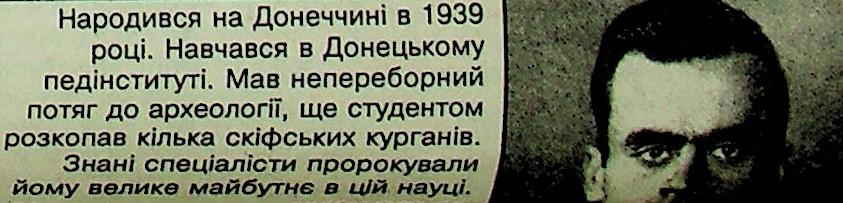 Народився на Донеччині в 1939
році. Навчався в Донецькому
педінституті. Мав непереборний
потяг до археології, ще студентом
розкопав кілька скіфських курганів.
Знані спеціалісти пророкували
йому велике майбутнє в цій науці.